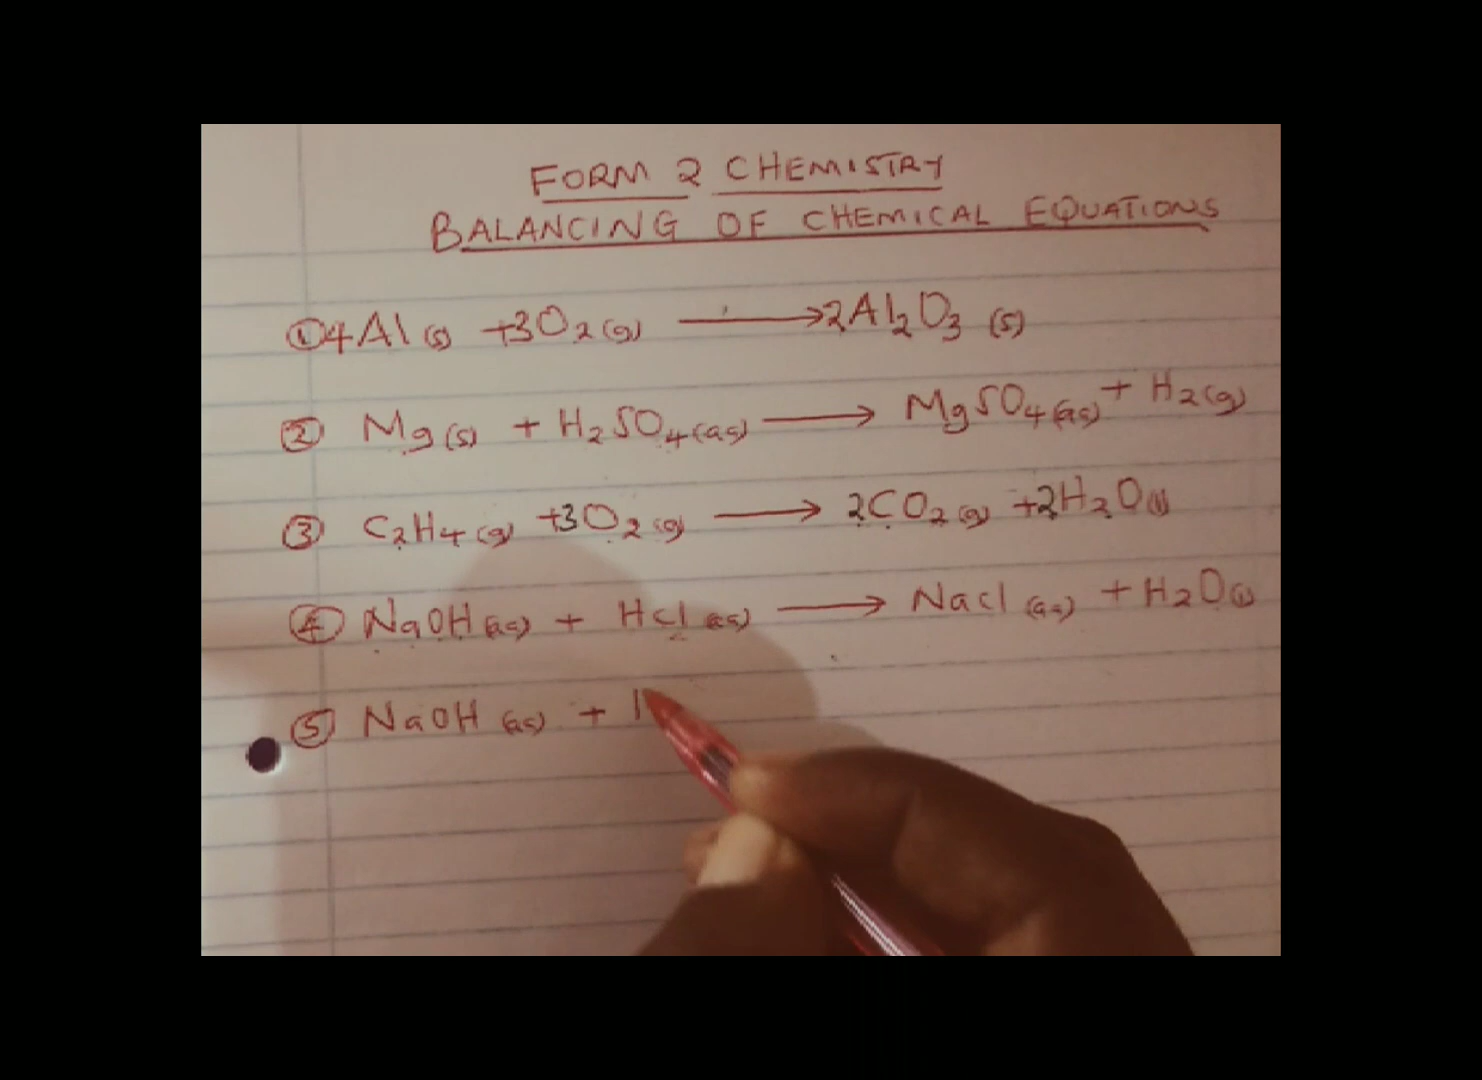 FORM 2 CHEMISTRY
BALANCING OF CHEMICAL EQUATIONS
① 4Al(s) + 3O₂(g) → 2Al₂O₃(s)
② Mg(s) + H₂SO₄(aq) → MgSO₄(aq) + H₂(g)
③ C₂H₄(g) + 3O₂(g) → 2CO₂(g) + 2H₂O(l)
④ NaOH(aq) + HCl(aq) → NaCl(aq) + H₂O(l)
⑤ NaOH(aq) +